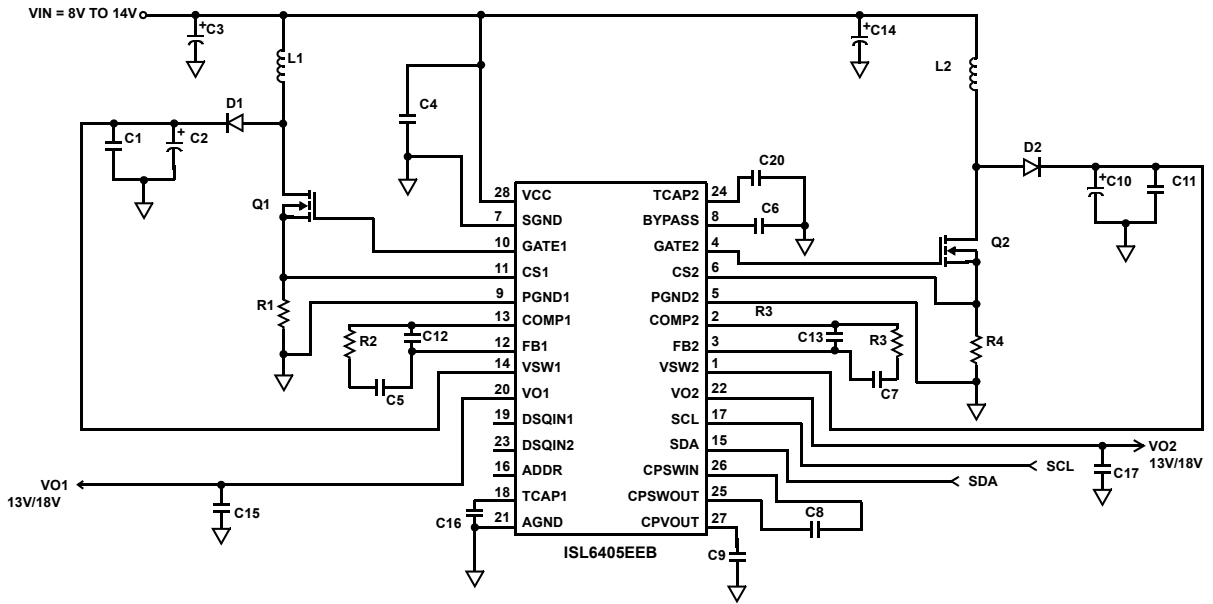 VIN = 8V TO 14V
+
C3
L1
+
C14
L2
D1
C1
+
C2
C4
D2
+
C10
C11
C20
C6
Q1
Q2
28 VCC
7 SGND
10 GATE1
11 CS1
9 PGND1
13 COMP1
12 FB1
14 VSW1
20 VO1
19 DSQIN1
23 DSQIN2
16 ADDR
18 TCAP1
21 AGND
TCAP2 24
BYPASS 8
GATE2 4
CS2 6
PGND2 5
COMP2 2
FB2 3
VSW2 1
VO2 22
SCL 17
SDA 15
CPSWIN 26
CPSWOUT 25
CPVOUT 27
R1
R2
C12
C5
R3
C13
R3
C7
R4
VO1
13V/18V
C15
C16
C8
C9
SCL
SDA
VO2
13V/18V
C17
ISL6405EEB